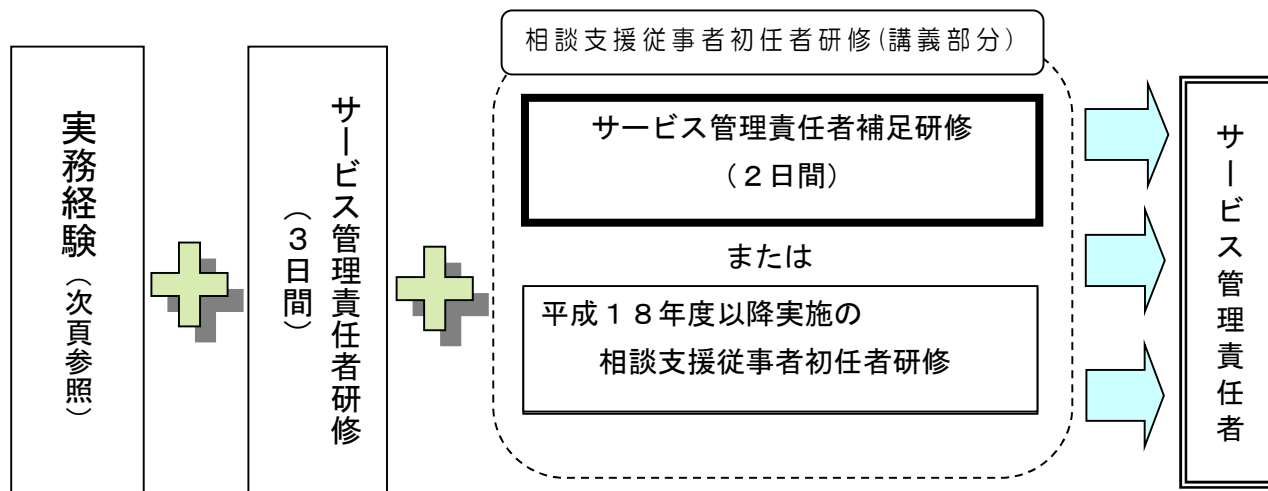 実務経験（次頁参照）
サービス管理責任者研修
（３日間）
相談支援従事者初任者研修(講義部分)
サービス管理責任者補足研修
（２日間）
または
平成１８年度以降実施の
相談支援従事者初任者研修
サービス管理責任者